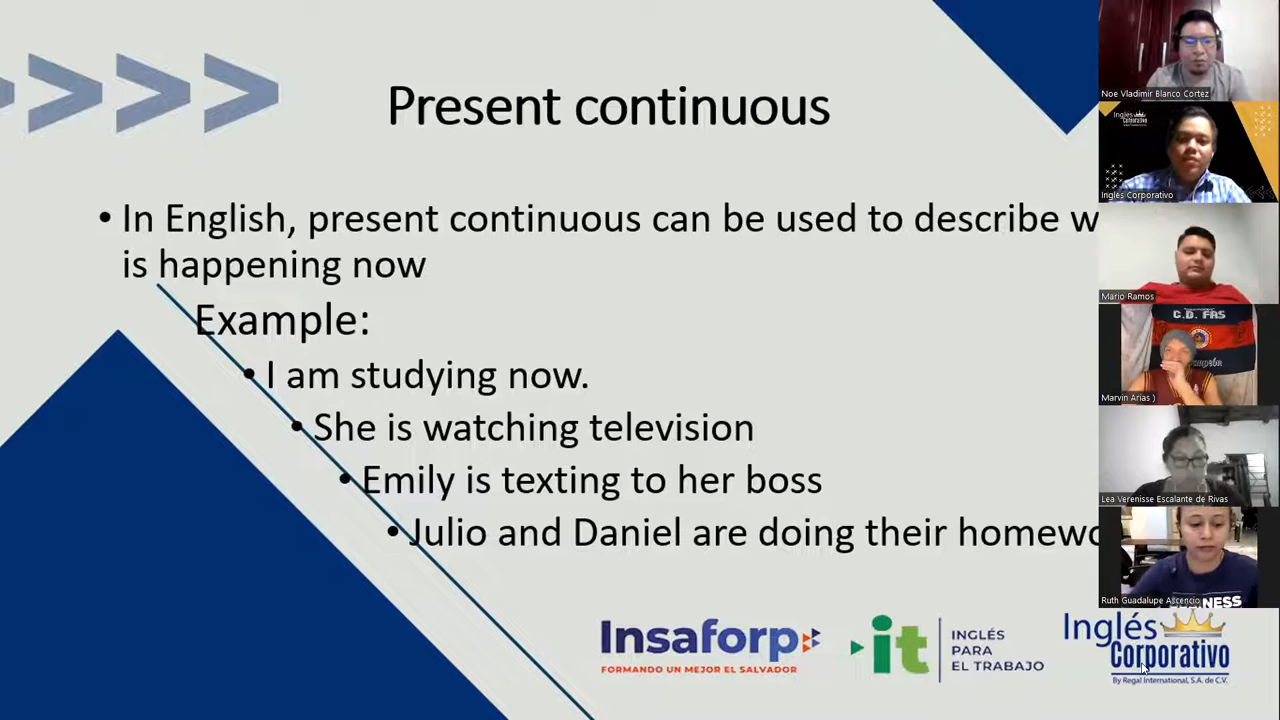 Present continuous
• In English, present continuous can be used to describe
is happening now
Example:
• I am studying now.
• She is watching television
• Emily is texting to her boss
• Julio and Daniel are doing their
Insaforp
FORMANDO UN MEJOR EL SALVADOR
it
INGLÉS
PARA
EL TRABAJO
Inglés
Corporativo
By Regal International, S.A. de C.V.
Noe Vladimir Blanco Cortez
Inglés
Corporativo
Inglés Corporativo
Mario Ramos
C.D. FAS
Marvin Arias )
Lea Verenisse Escalante de Rivas
Ruth Guadalupe Ascencio